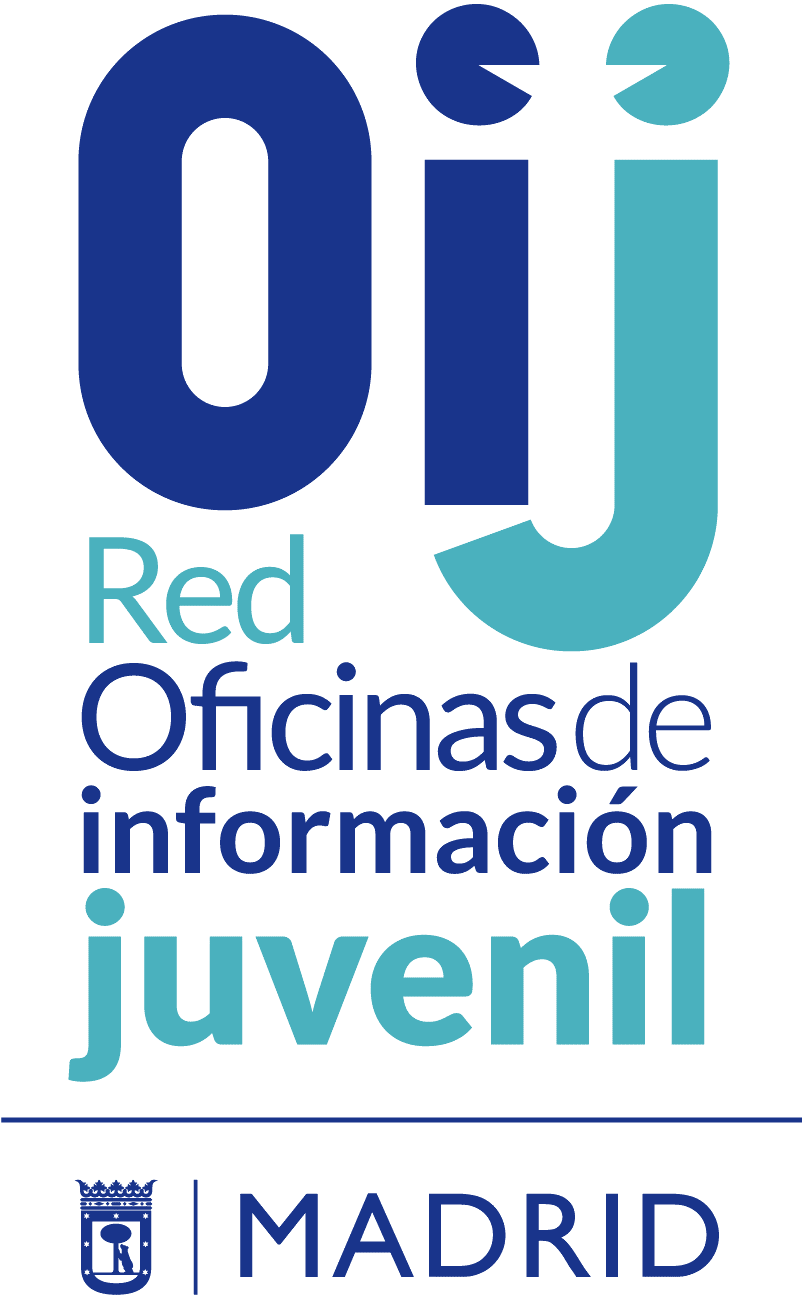 Oij
Red
Oficinas de
información
juvenil
MADRID